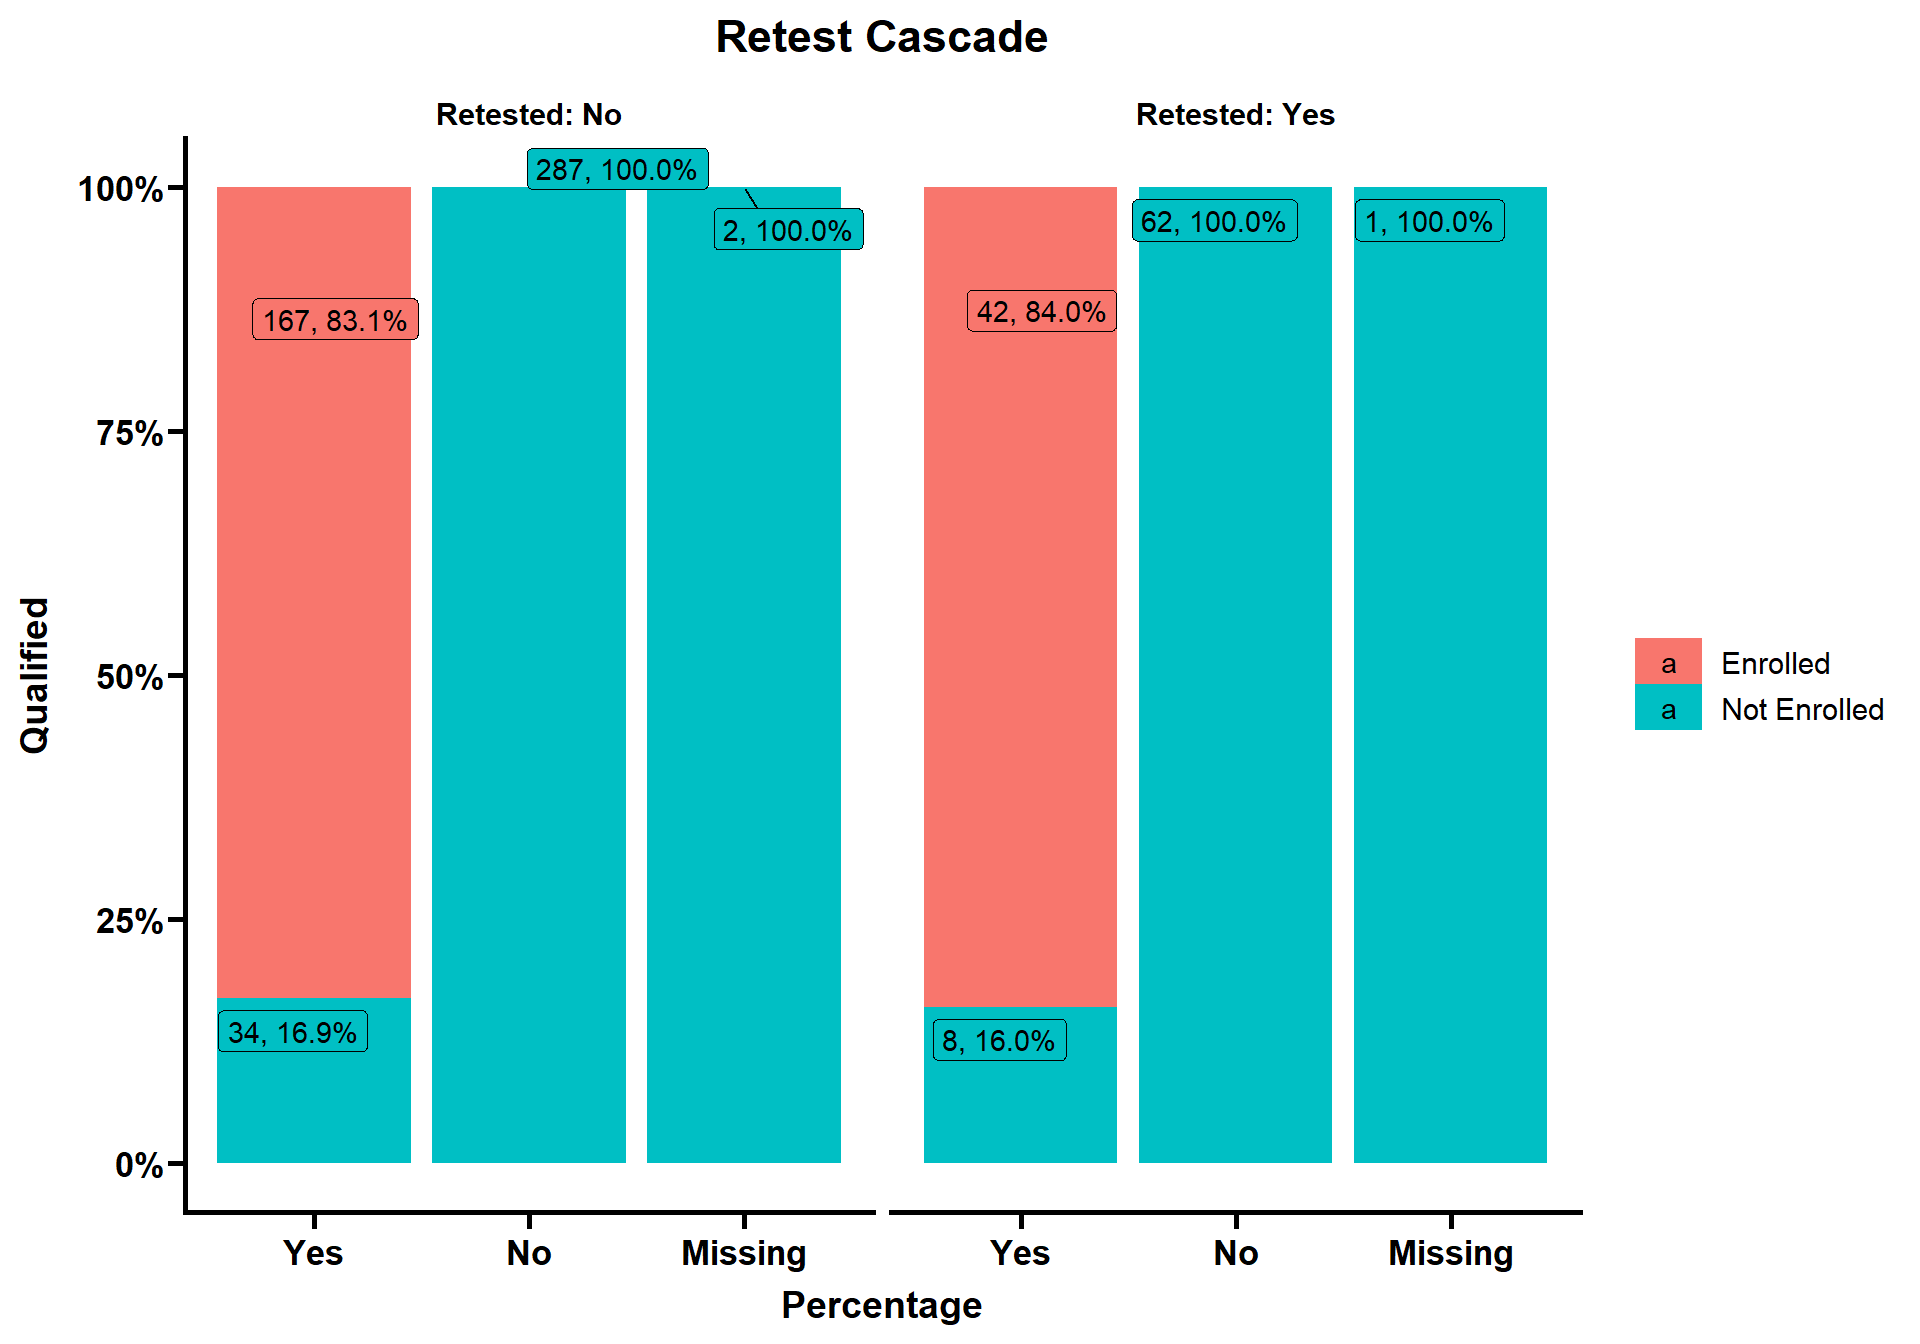 Retest Cascade
Retested: No
Retested: Yes
287, 100.0%
2, 100.0%
62, 100.0%
1, 100.0%
167, 83.1%
42, 84.0%
34, 16.9%
8, 16.0%
100%
75%
50%
25%
0%
Qualified
Yes
No
Missing
Yes
No
Missing
Percentage
a Enrolled
a Not Enrolled